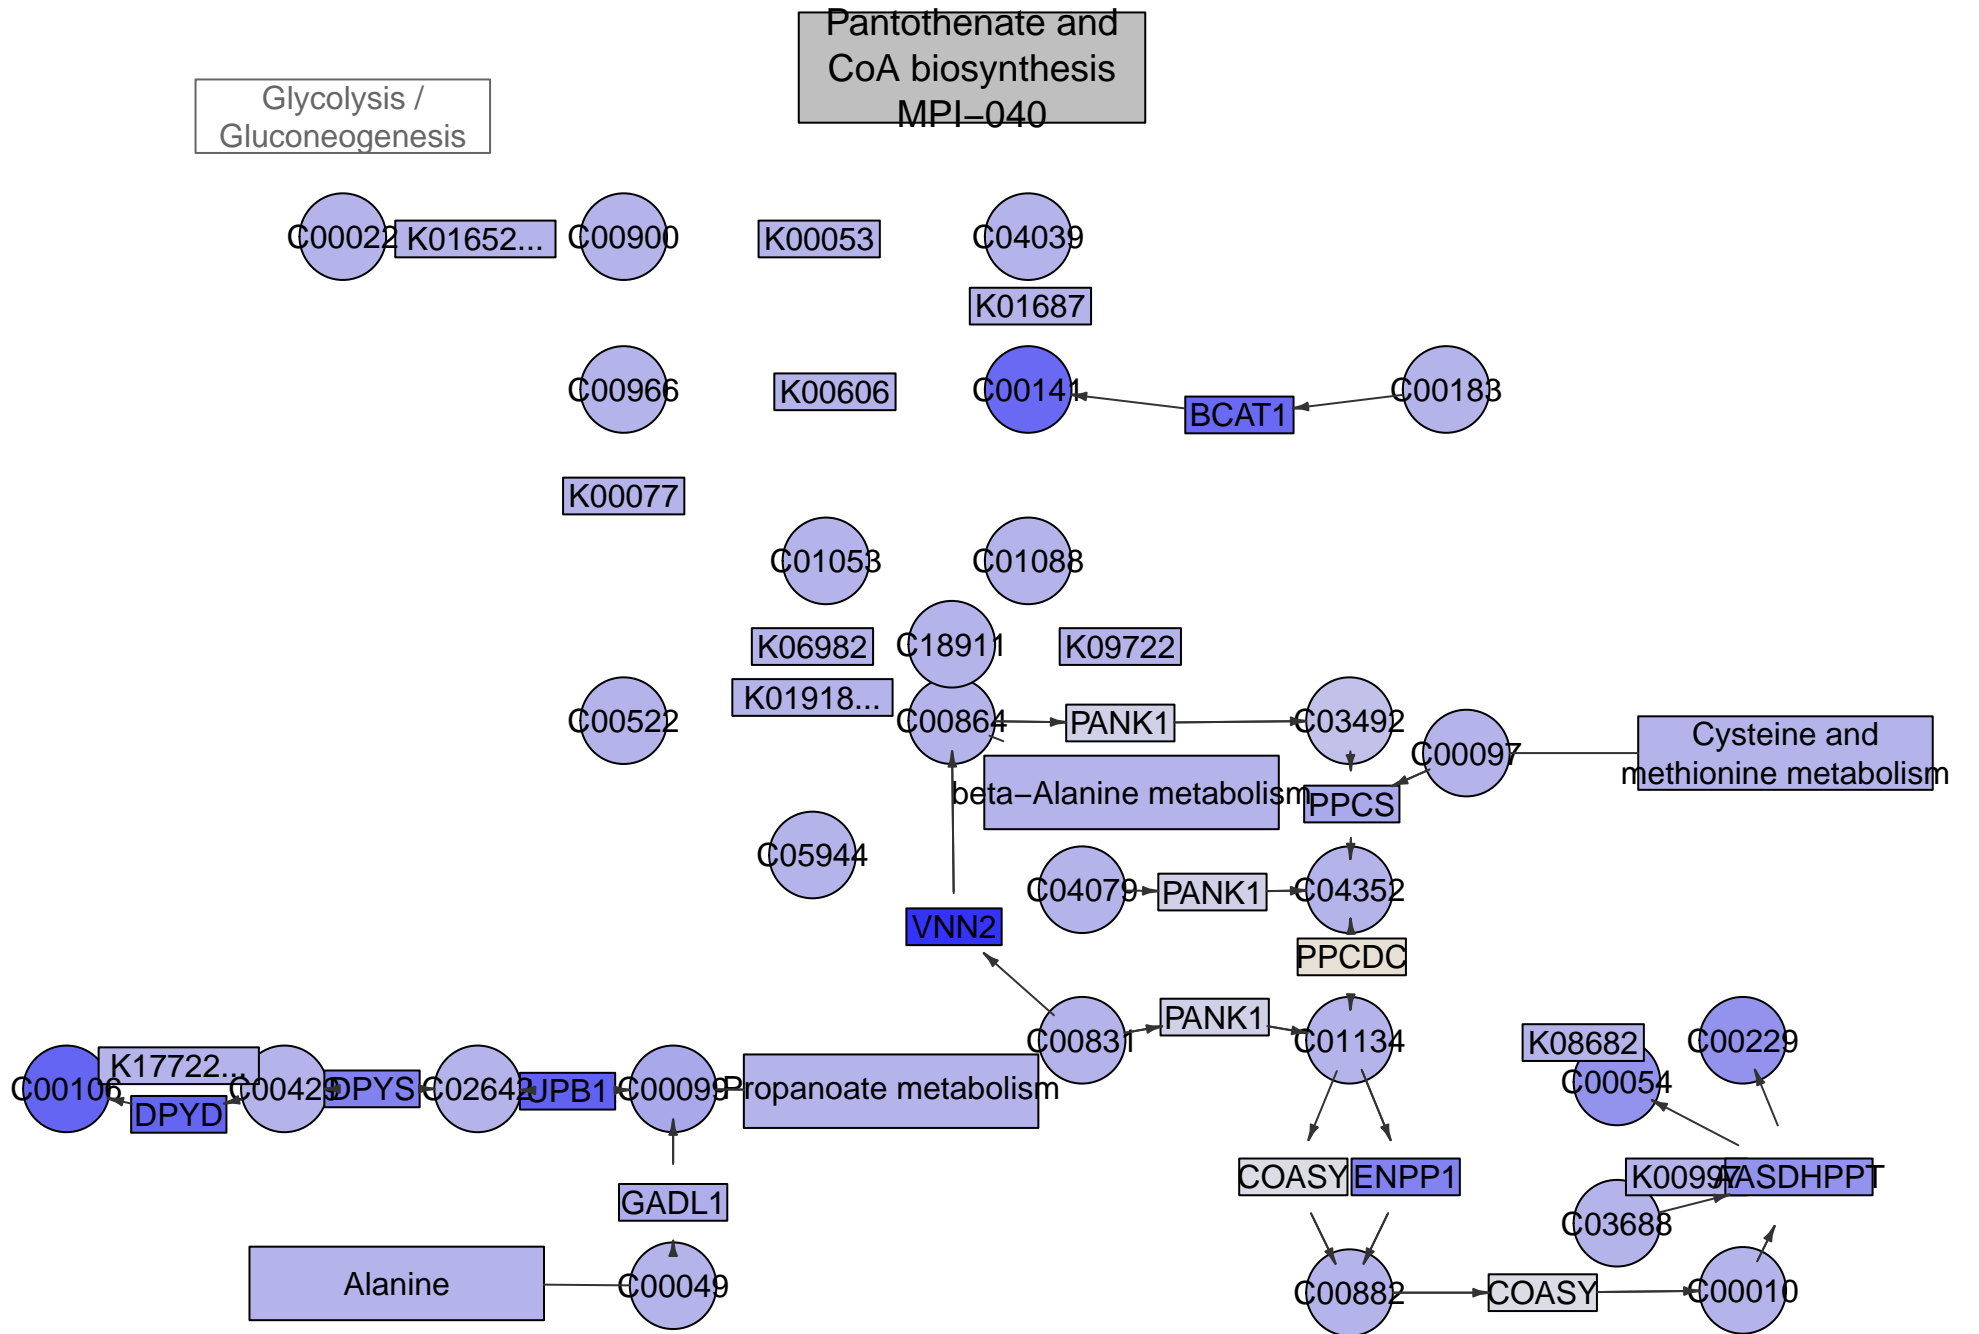 Pantothenate and
CoA biosynthesis
MPI−040
Glycolysis /
Gluconeogenesis
C00022
K01652...
C00900
K00053
C04039
K01687
C00966
K00606
C00141
BCAT1
C00183
K00077
C01053
C01088
K06982
C18911
K09722
K01918...
C00522
C00864
PANK1
C03492
C00097
Cysteine and
methionine metabolism
beta−Alanine metabolism
PPCS
C05944
C04079
PANK1
C04352
VNN2
PPCDC
C00831
PANK1
C01134
K08682
C00229
C00054
K17722...
C00106
DPYD
C00429
DPYS
C02642
UPB1
C00099
Propanoate metabolism
COASY
ENPP1
K00997
AASDHPPT
GADL1
C03688
Alanine
C00049
C00882
COASY
C00010